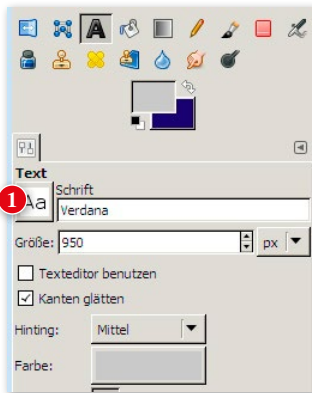 A
Text
1
Aa
Schrift
Verdana
Größe: 950 px
Texteditor benutzen
Kanten glätten
Hinting: Mittel
Farbe: